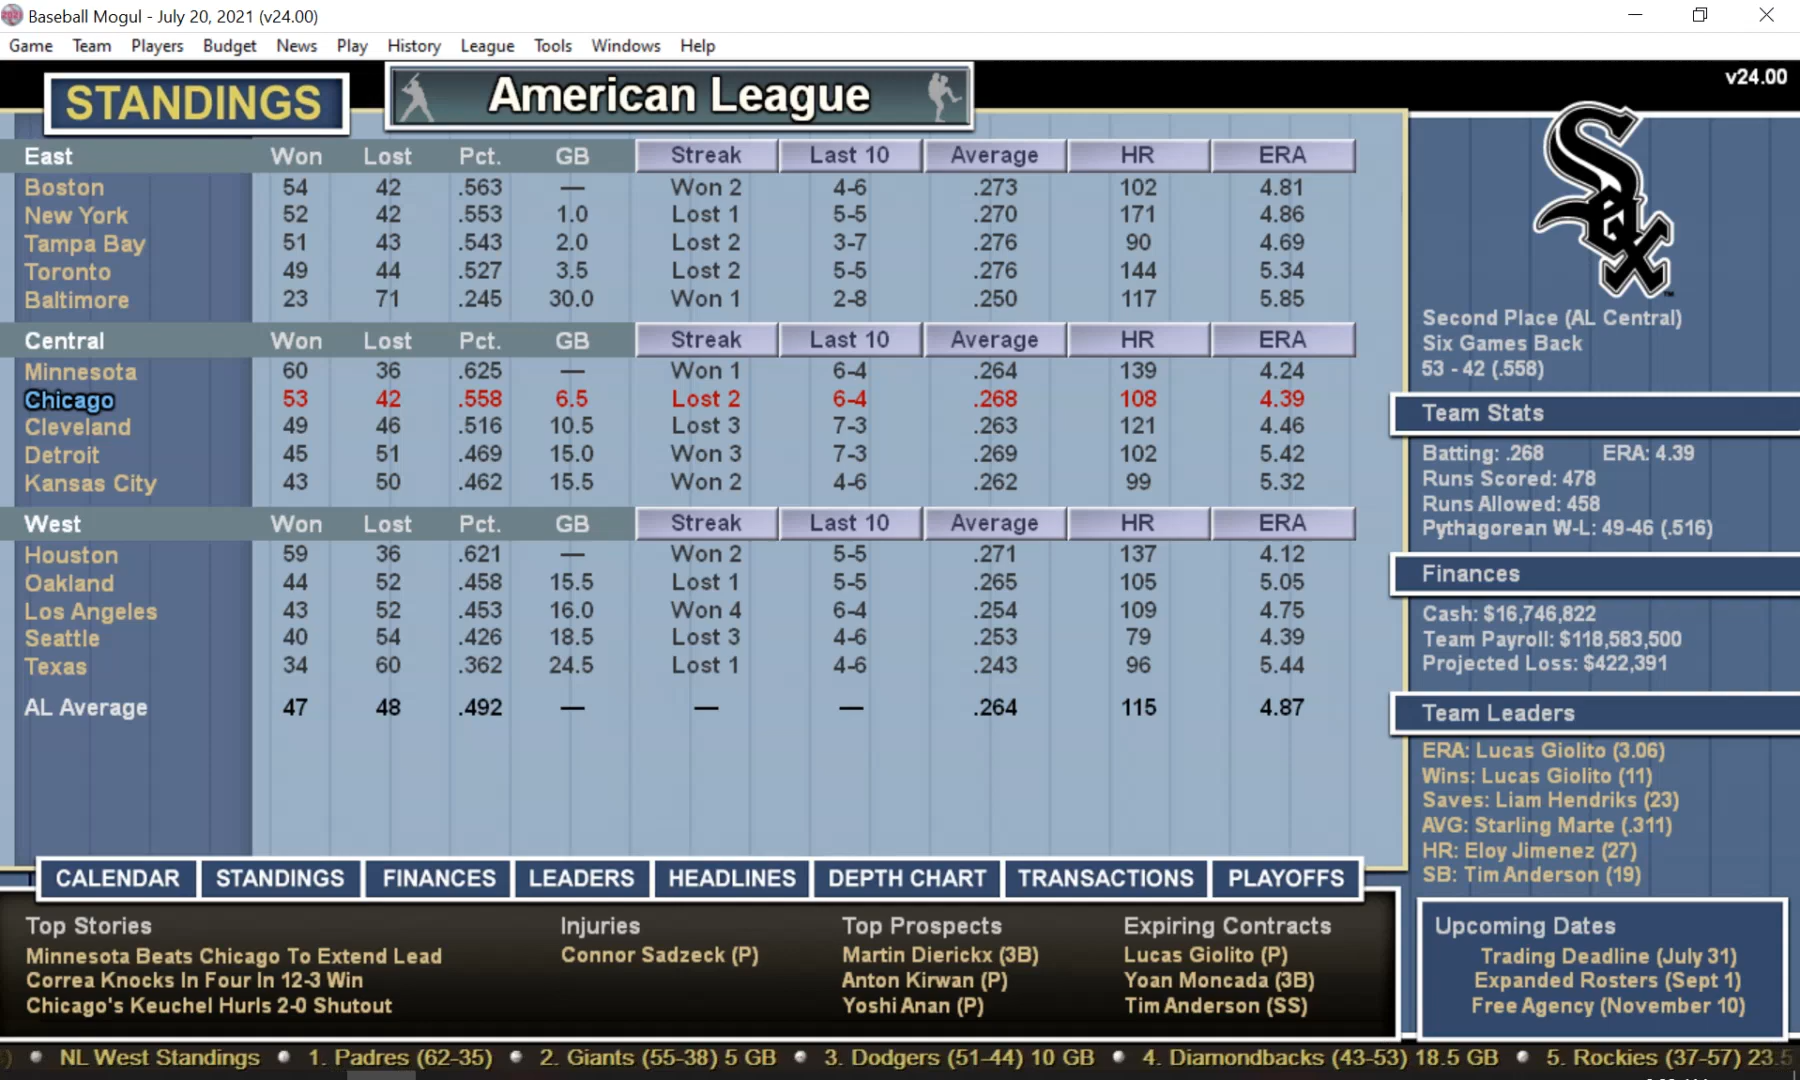 Baseball Mogul - July 20, 2021 (v24.00)
Game Team Players Budget News Play History League Tools Windows Help
v24.00
STANDINGS
American League
East Won Lost Pct. GB Streak Last 10 Average HR ERA
Boston 54 42 .563 — Won 2 4-6 .273 102 4.81
New York 52 42 .553 1.0 Lost 1 5-5 .270 171 4.86
Tampa Bay 51 43 .543 2.0 Lost 2 3-7 .276 90 4.69
Toronto 49 44 .527 3.5 Lost 2 5-5 .276 144 5.34
Baltimore 23 71 .245 30.0 Won 1 2-8 .250 117 5.85
Central Won Lost Pct. GB Streak Last 10 Average HR ERA
Minnesota 60 36 .625 — Won 1 6-4 .264 139 4.24
Chicago 53 42 .558 6.5 Lost 2 6-4 .268 108 4.39
Cleveland 49 46 .516 10.5 Lost 3 7-3 .263 121 4.46
Detroit 45 51 .469 15.0 Won 3 7-3 .269 102 5.42
Kansas City 43 50 .462 15.5 Won 2 4-6 .262 99 5.32
West Won Lost Pct. GB Streak Last 10 Average HR ERA
Houston 59 36 .621 — Won 2 5-5 .271 137 4.12
Oakland 44 52 .458 15.5 Lost 1 5-5 .265 105 5.05
Los Angeles 43 52 .453 16.0 Won 4 6-4 .254 109 4.75
Seattle 40 54 .426 18.5 Lost 3 4-6 .253 79 4.39
Texas 34 60 .362 24.5 Lost 1 4-6 .243 96 5.44
AL Average 47 48 .492 — — — .264 115 4.87
Sox
Second Place (AL Central)
Six Games Back
53 - 42 (.558)
Team Stats
Batting: .268 ERA: 4.39
Runs Scored: 478
Runs Allowed: 458
Pythagorean W-L: 49-46 (.516)
Finances
Cash: $16,746,822
Team Payroll: $118,583,500
Projected Loss: $422,391
Team Leaders
ERA: Lucas Giolito (3.06)
Wins: Lucas Giolito (11)
Saves: Liam Hendriks (23)
AVG: Starling Marte (.311)
HR: Eloy Jimenez (27)
SB: Tim Anderson (19)
CALENDAR STANDINGS FINANCES LEADERS HEADLINES DEPTH CHART TRANSACTIONS PLAYOFFS
Top Stories
Minnesota Beats Chicago To Extend Lead
Correa Knocks In Four In 12-3 Win
Chicago's Keuchel Hurls 2-0 Shutout
Injuries
Connor Sadzeck (P)
Top Prospects
Martin Dierickx (3B)
Anton Kirwan (P)
Yoshi Anan (P)
Expiring Contracts
Lucas Giolito (P)
Yoan Moncada (3B)
Tim Anderson (SS)
Upcoming Dates
Trading Deadline (July 31)
Expanded Rosters (Sept 1)
Free Agency (November 10)
) NL West Standings 1. Padres (62-35) 2. Giants (55-38) 5 GB 3. Dodgers (51-44) 10 GB 4. Diamondbacks (43-53) 18.5 GB 5. Rockies (37-57) 23.5